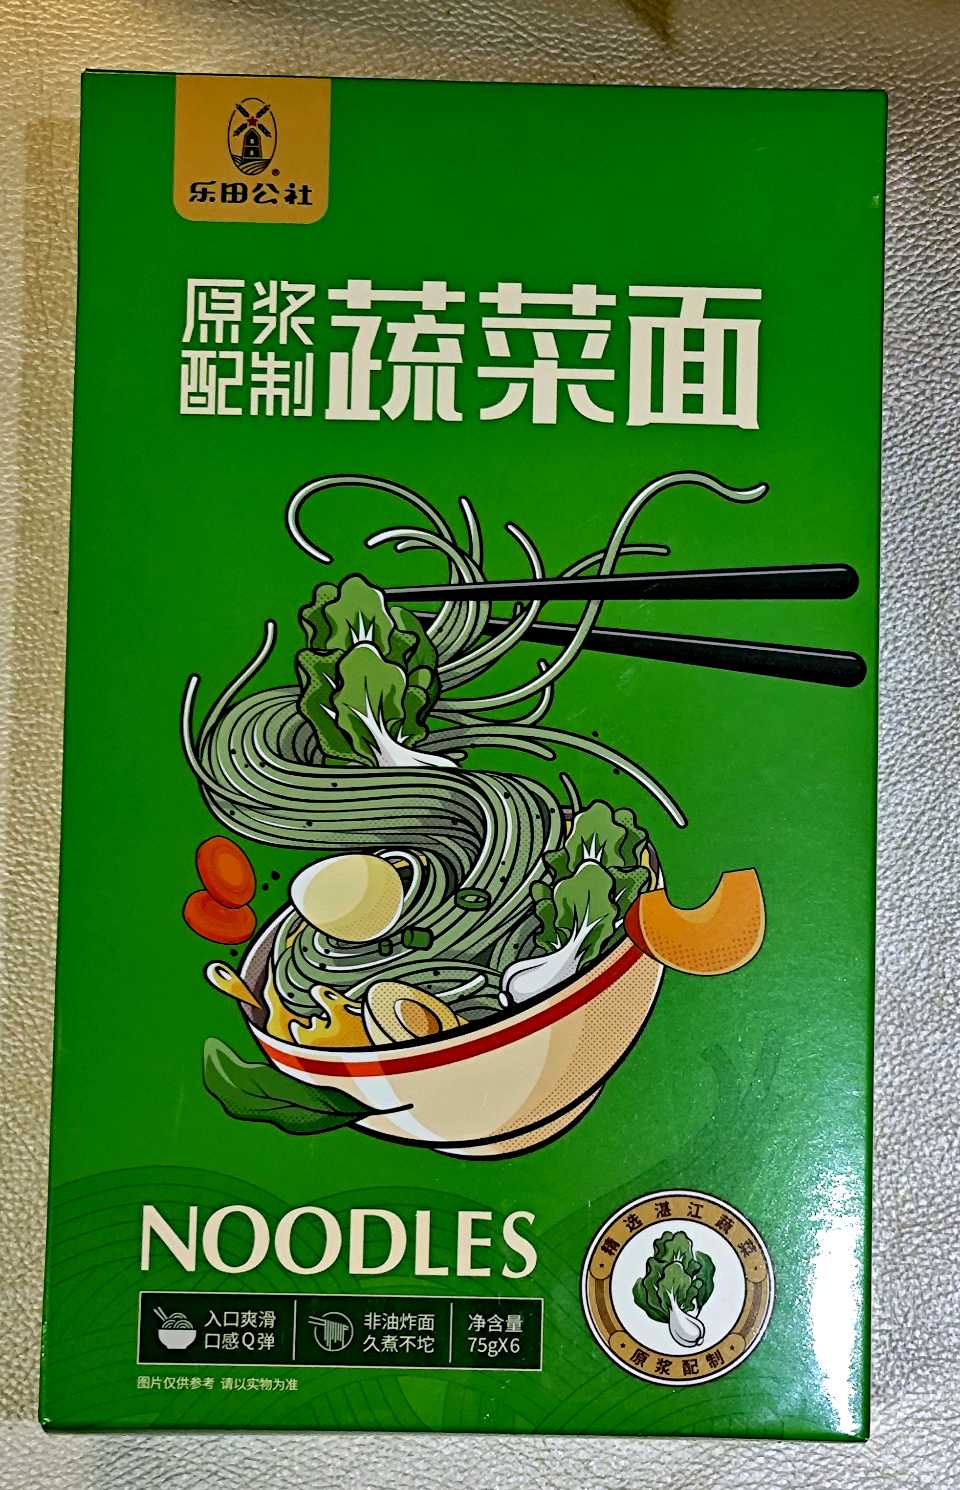 乐田公社
原浆
配制
蔬菜面
NOODLES
入口爽滑
口感Q弹
非油炸面
久煮不坨
净含量
75gX6
图片仅供参考 请以实物为准
精选湛江蔬菜
原浆配制